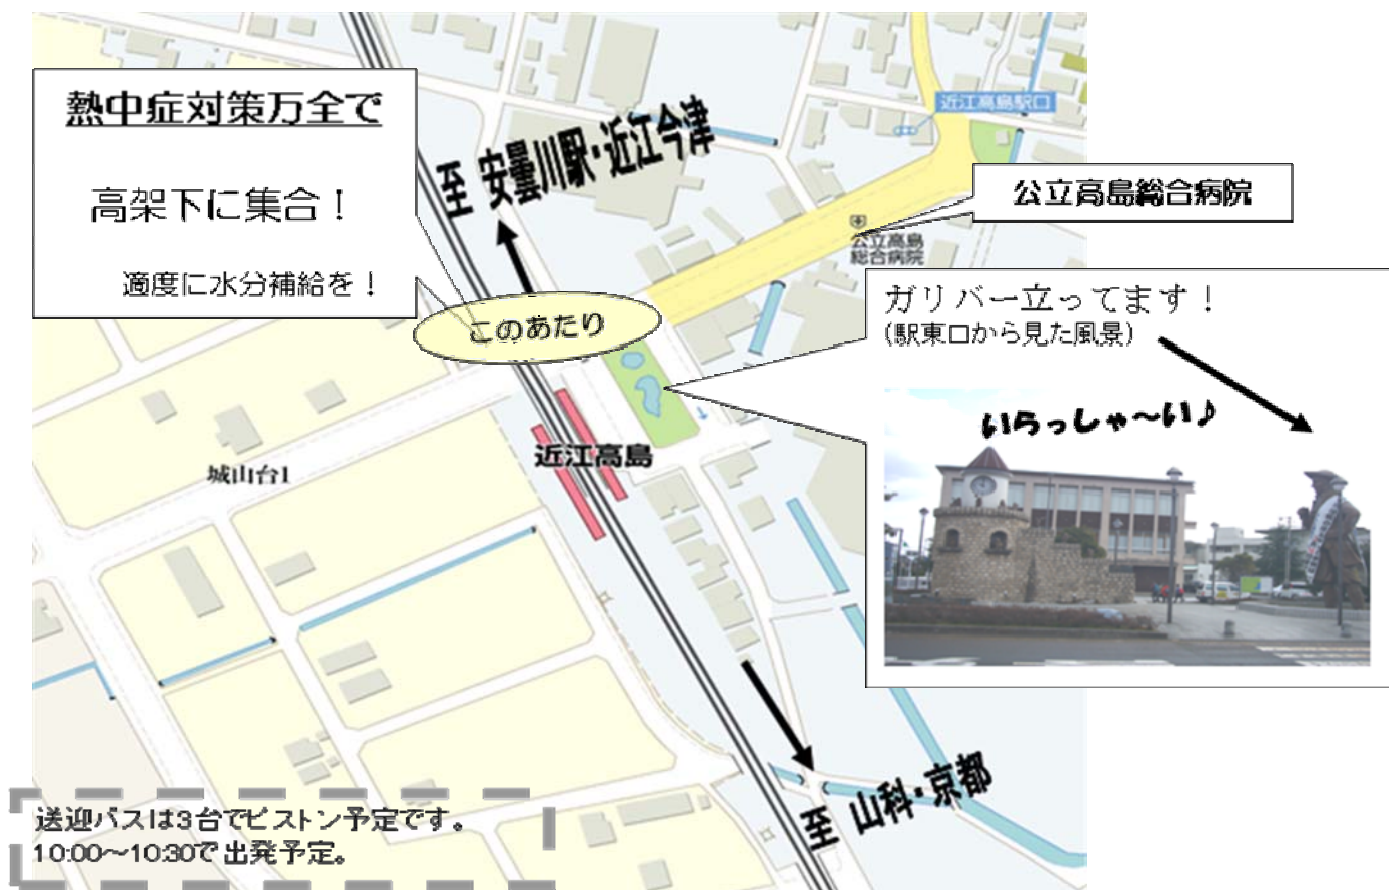 熱中症対策万全で
高架下に集合！
適度に水分補給を！
至 安曇川駅・近江今津
近江高島駅口
公立高島総合病院
公立高島
総合病院
このあたり
ガリバー立ってます！
(駅東口から見た風景)
いらっしゃ～い♪
近江高島
城山台1
至 山科・京都
送迎バスは3台でピストン予定です。
10:00～10:30で出発予定。